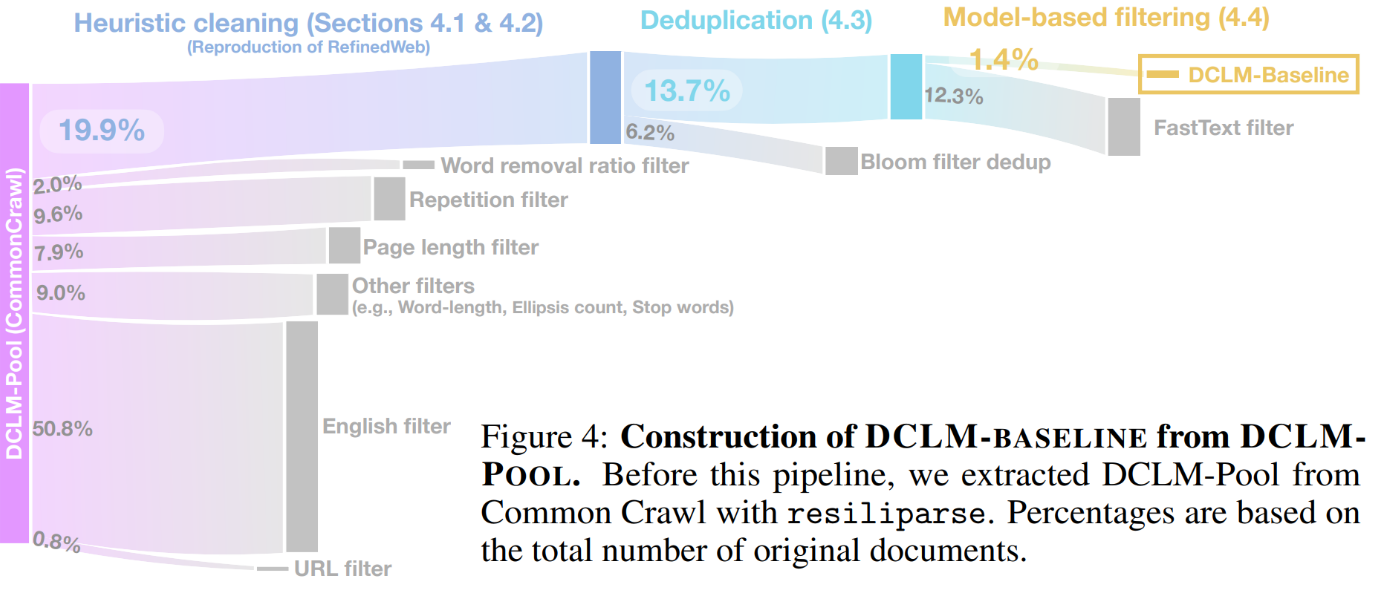 Heuristic cleaning (Sections 4.1 & 4.2)
(Reproduction of RefinedWeb)
Deduplication (4.3)
Model-based filtering (4.4)
DCLM-Pool (CommonCrawl)
19.9%
2.0%
9.6%
7.9%
9.0%
50.8%
0.8%
Word removal ratio filter
Repetition filter
Page length filter
Other filters
(e.g., Word-length, Ellipsis count, Stop words)
English filter
URL filter
13.7%
6.2%
Bloom filter dedup
1.4%
12.3%
DCLM-Baseline
FastText filter
Figure 4: Construction of DCLM-BASELINE from DCLM-
POOL. Before this pipeline, we extracted DCLM-Pool from
Common Crawl with resiliparse. Percentages are based on
the total number of original documents.